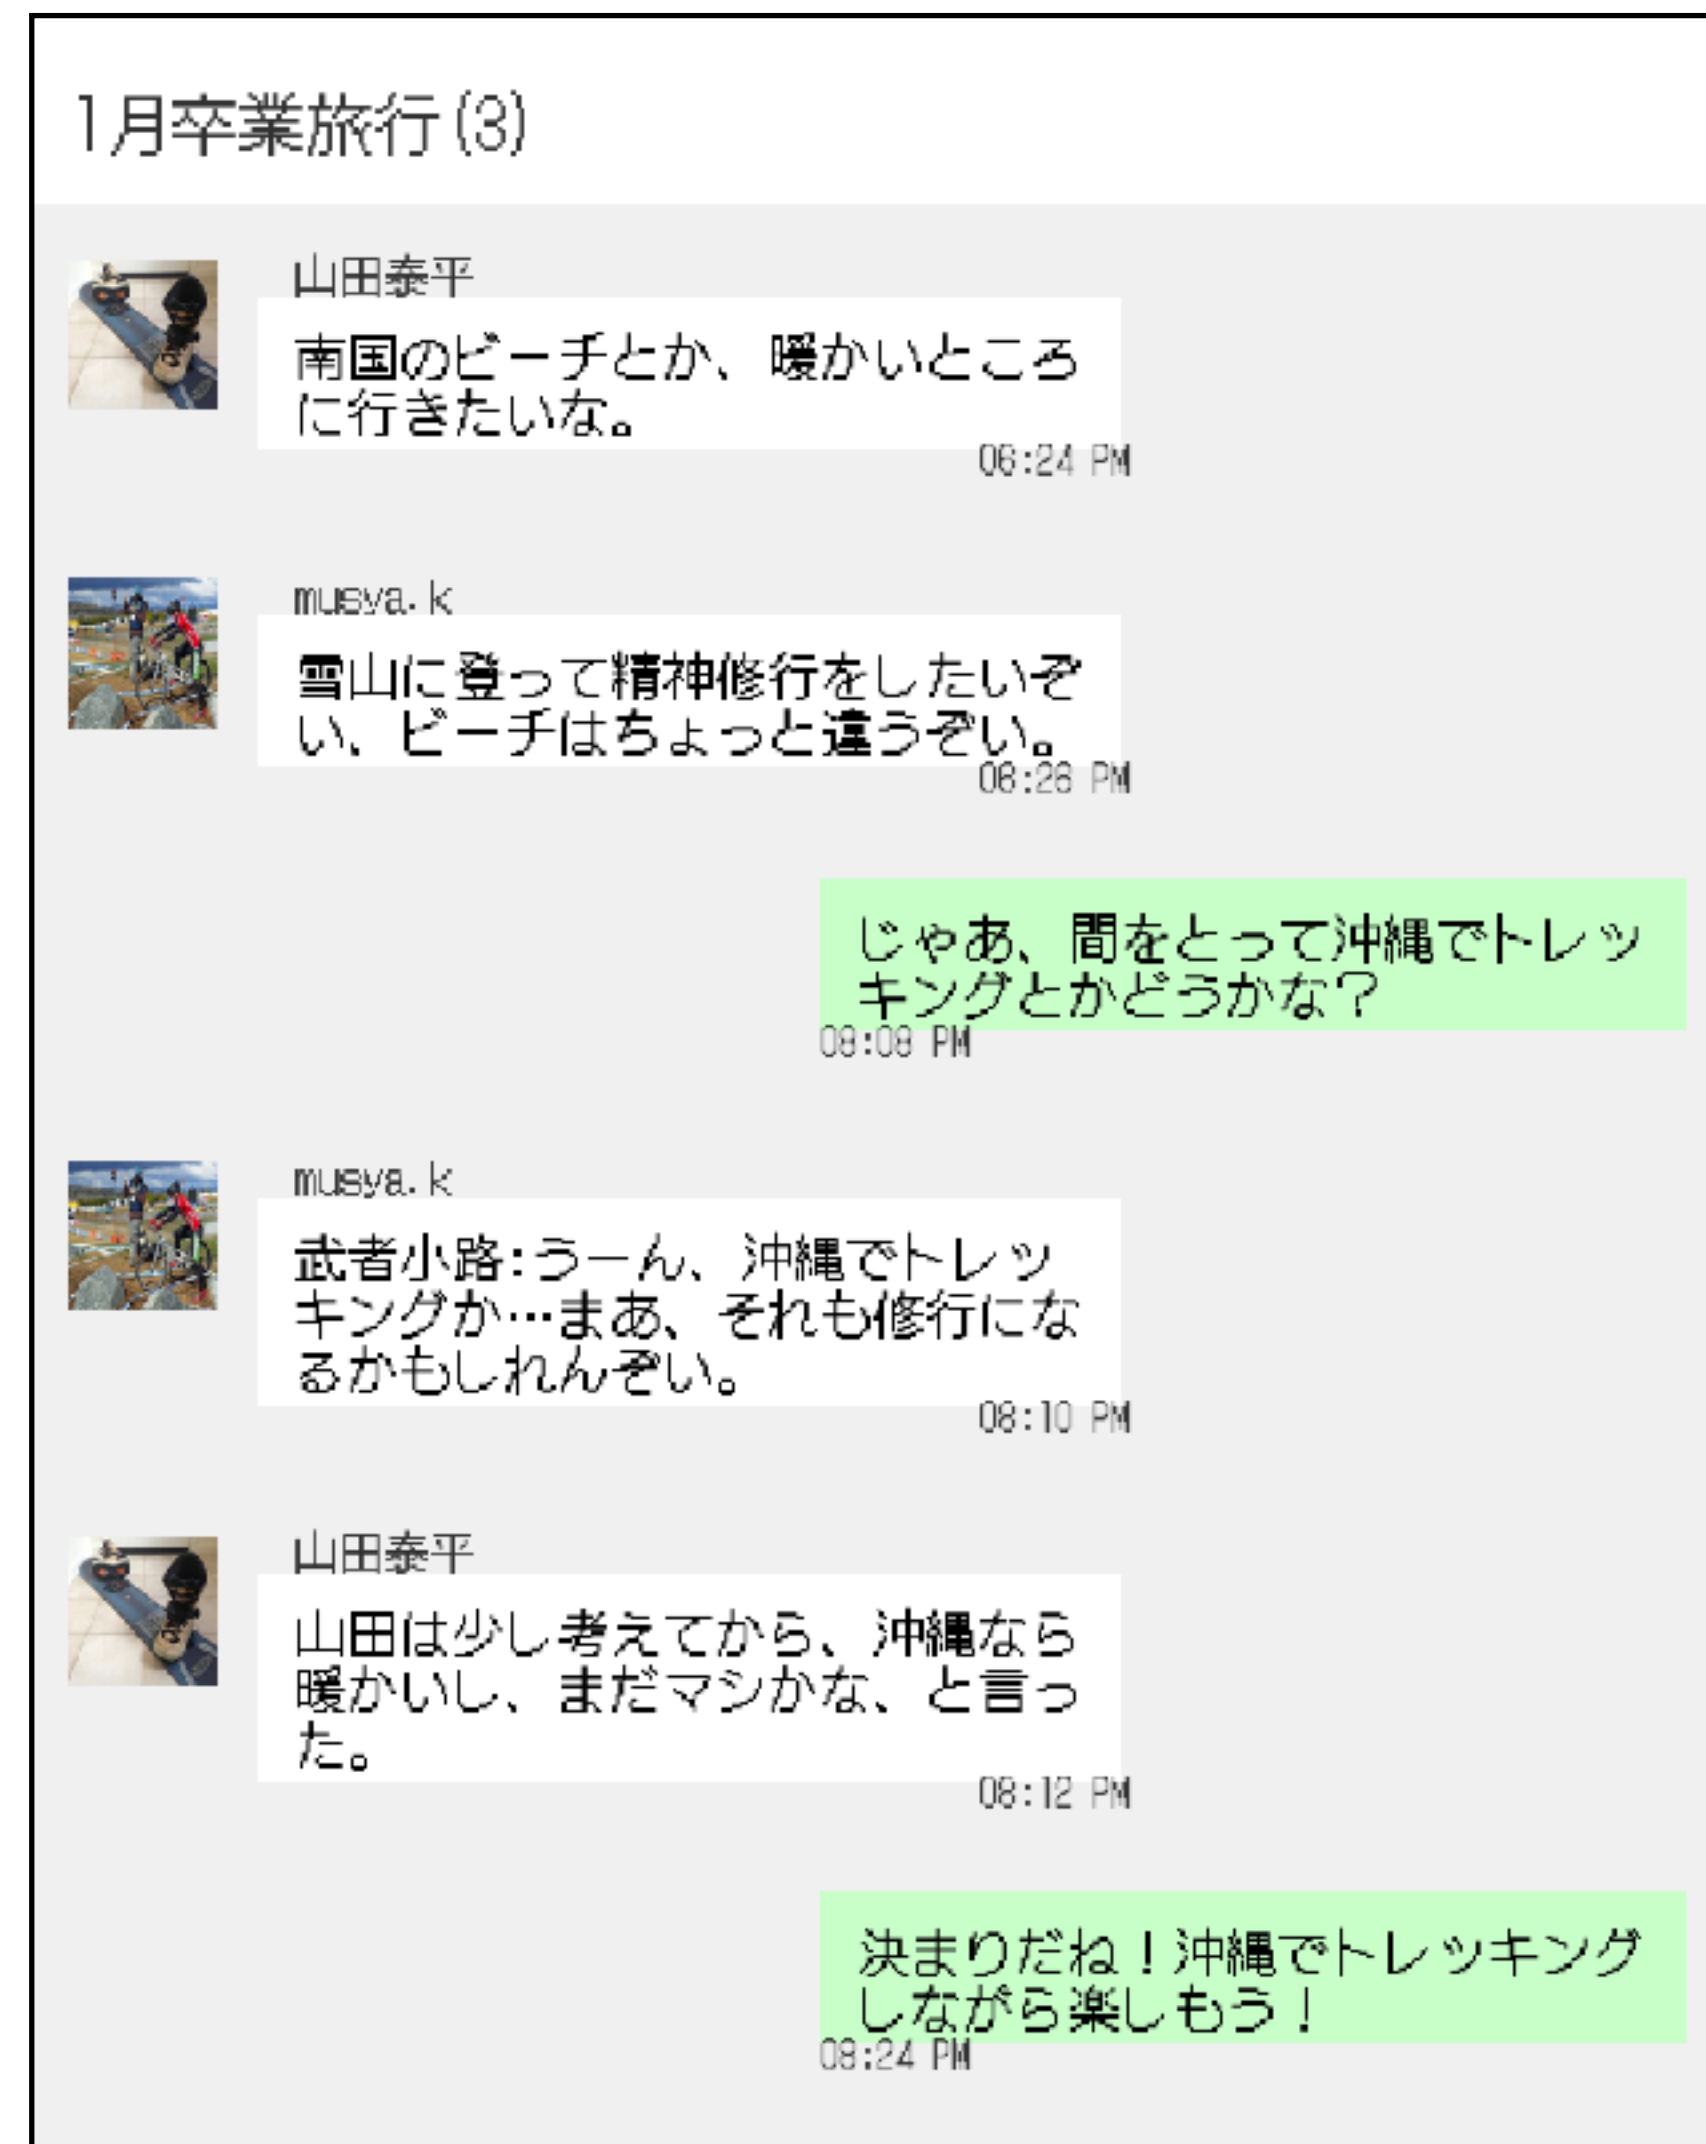 1月卒業旅行(3)
山田泰平
南国のビーチとか、暖かいところ
に行きたいな。
06:24 PM
musya.k
雪山に登って精神修行をしたいぞ
い、ビーチはちょっと違うぞい。
06:26 PM
じゃあ、間をとって沖縄でトレッ
キングとかどうかな？
08:08 PM
musya.k
武者小路:うーん、沖縄でトレッ
キングか…まあ、それも修行にな
るかもしれんぞい。
08:10 PM
山田泰平
山田は少し考えてから、沖縄なら
暖かいし、まだマシかな、と言っ
た。
08:12 PM
決まりだね！沖縄でトレッキング
しながら楽しもう！
08:24 PM